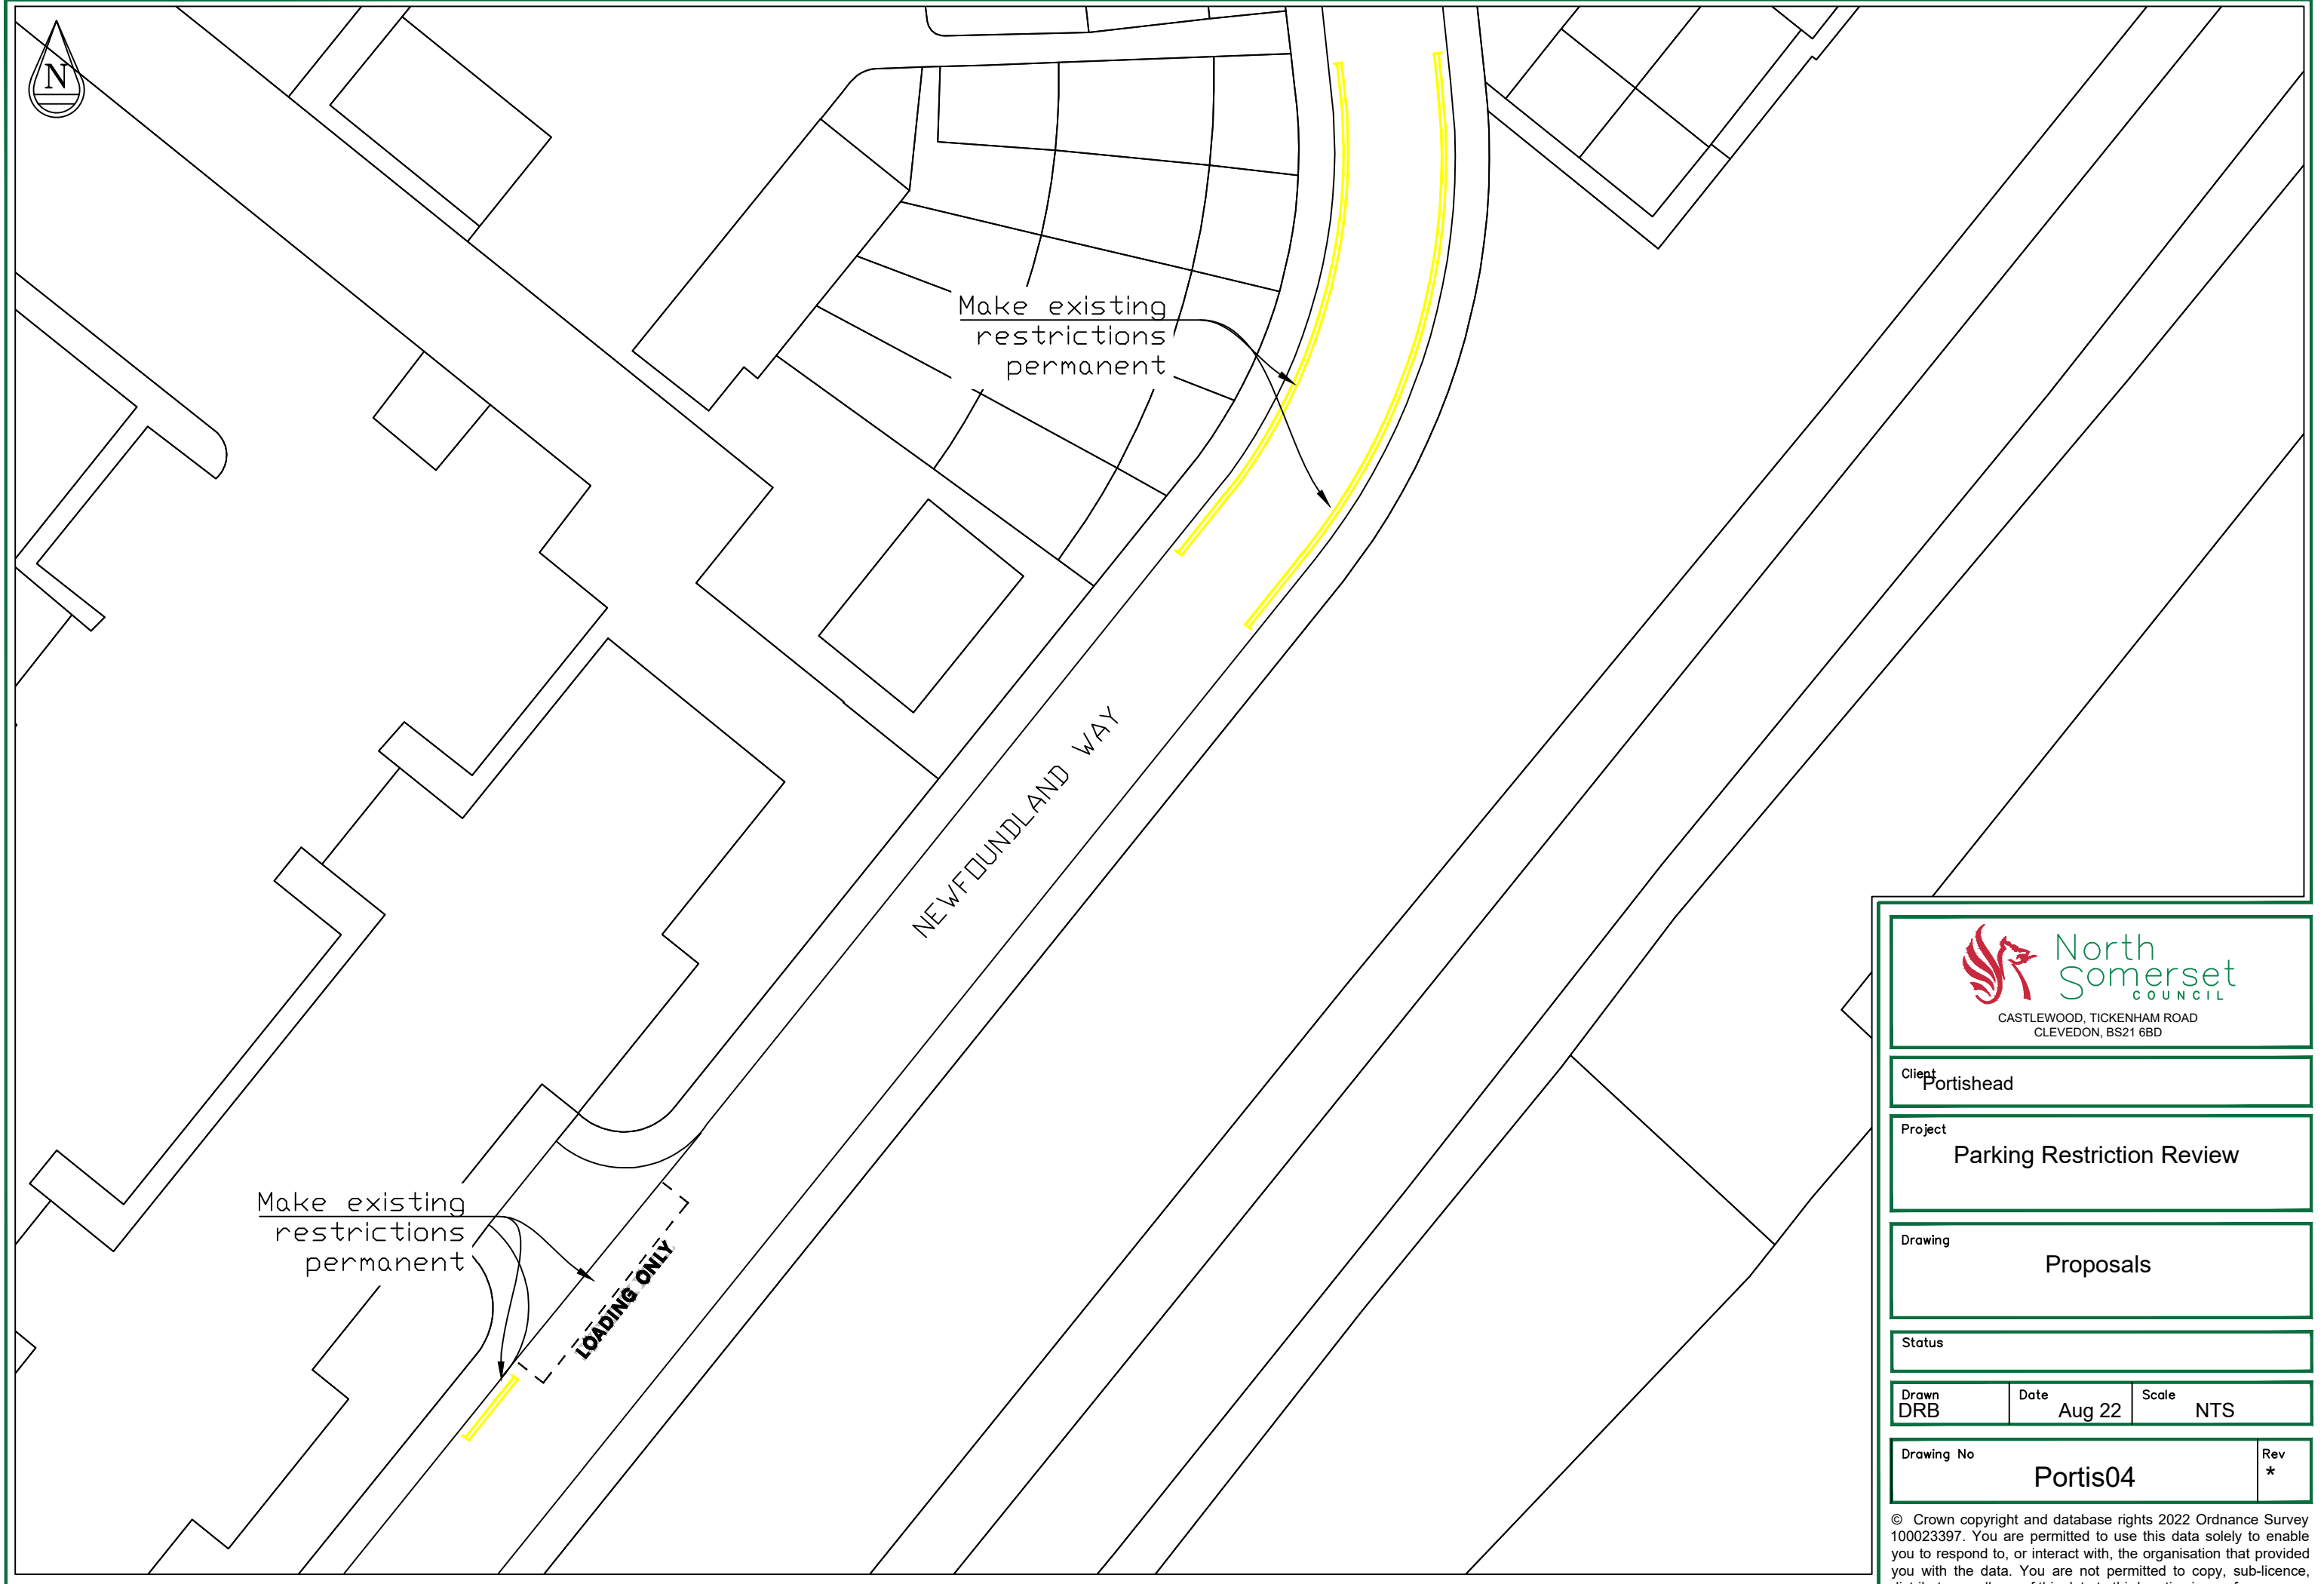 N
Make existing
restrictions
permanent
NEWFOUNDLAND WAY
Make existing
restrictions
permanent
LOADING ONLY
North
Somerset
COUNCIL
CASTLEWOOD, TICKENHAM ROAD
CLEVEDON, BS21 6BD
Client
Portishead
Project
Parking Restriction Review
Drawing
Proposals
Status
Drawn
DRB
Date
Aug 22
Scale
NTS
Drawing No
Portis04
Rev
*
© Crown copyright and database rights 2022 Ordnance Survey
100023397. You are permitted to use this data solely to enable
you to respond to, or interact with, the organisation that provided
you with the data. You are not permitted to copy, sub-licence,